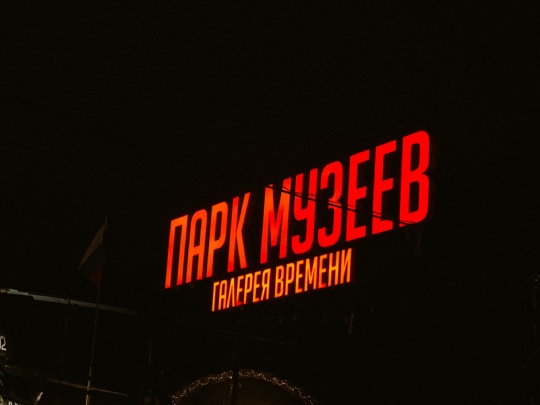 ПАРК МУЗЕЕВ
ГАЛЕРЕЯ ВРЕМЕНИ